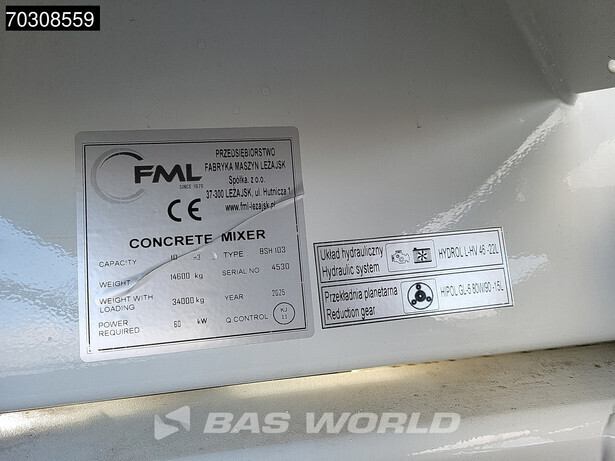 70308559
FML
SINCE 1976
PRZEDSIĘBIORSTWO
FABRYKA MASZYN LEŻAJSK
Spółka z o.o.
37-300 LEŻAJSK, ul. Hutnicza 1
www.fml-lezajsk.pl
CE
CONCRETE MIXER
CAPACITY 10 TYPE BSH 103
WEIGHT 14600 kg SERIAL NO 4530
WEIGHT WITH LOADING 34000 kg YEAR 2025
POWER REQUIRED 60 kW Q.CONTROL KJ 11
Układ hydrauliczny HYDROL L-HV 46 -22L
Hydraulic system
Przekładnia planetarna HIPOL GL-5 80W/90 -15L
Reduction gear
BAS WORLD